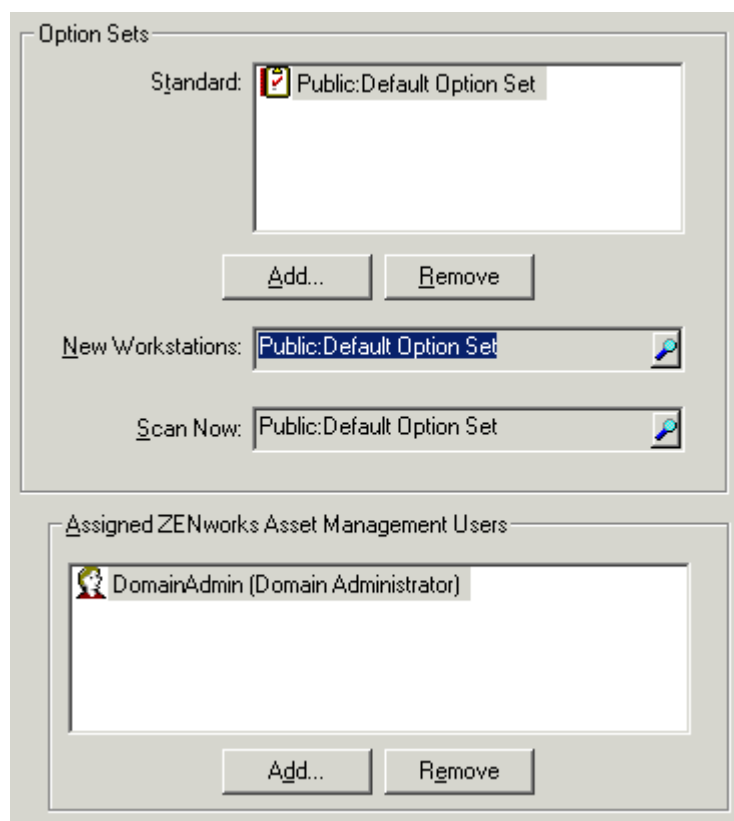 Option Sets
Standard: Public:Default Option Set
Add... Remove
New Workstations: Public:Default Option Set
Scan Now: Public:Default Option Set
Assigned ZENworks Asset Management Users
DomainAdmin (Domain Administrator)
Add... Remove